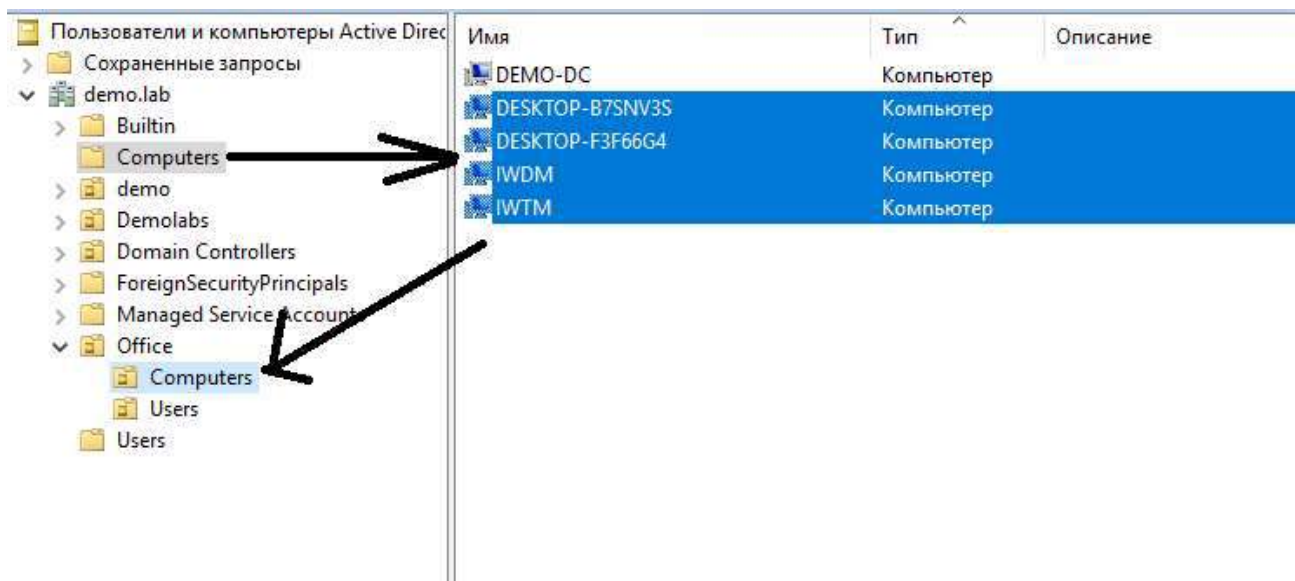 Пользователи и компьютеры Active Direc
Сохраненные запросы
demo.lab
Builtin
Computers
demo
Demolabs
Domain Controllers
ForeignSecurityPrincipals
Managed Service Account
Office
Computers
Users
Users
Имя Тип Описание
DEMO-DC Компьютер
DESKTOP-B7SNV3S Компьютер
DESKTOP-F3F66G4 Компьютер
IWDM Компьютер
IWTM Компьютер